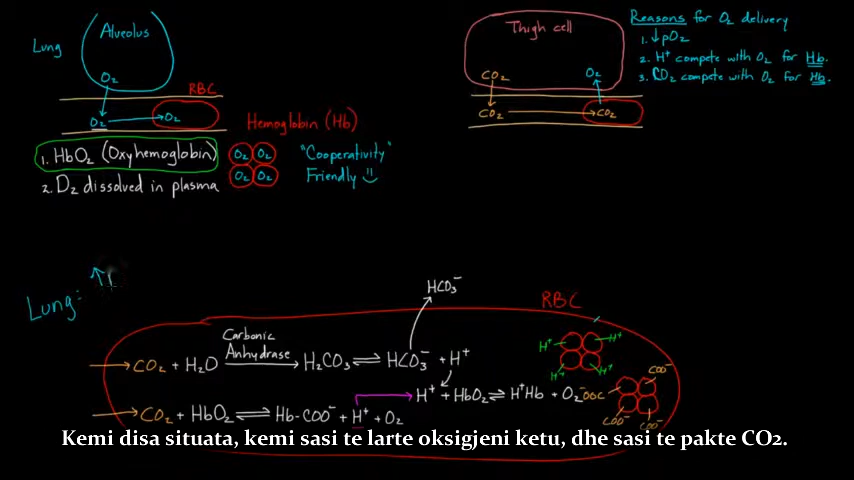 Lung
Alveolus
O2
RBC
O2
O2
Hemoglobin (Hb)
1. HbO2 (Oxyhemoglobin)
2. O2 dissolved in plasma
O2 O2
O2 O2
"Cooperativity"
Friendly
Thigh cell
CO2
O2
CO2
CO2
Reasons for O2 delivery
1. ↓pO2
2. H+ compete with O2 for Hb
3. CO2 compete with O2 for Hb
Lung: ↑
HCO3-
RBC
CO2 + H2O
Carbonic
Anhydrase
H2CO3 ⇌ HCO3- + H+
H+ + HbO2 ⇌ H+Hb + O2
CO2 + HbO2 ⇌ Hb-COO- + H+ + O2
H+
H+
H+
H+
COO-
-OOC
COO-
COO-
Kemi disa situata, kemi sasi te larte oksigjeni ketu, dhe sasi te pakte CO2.